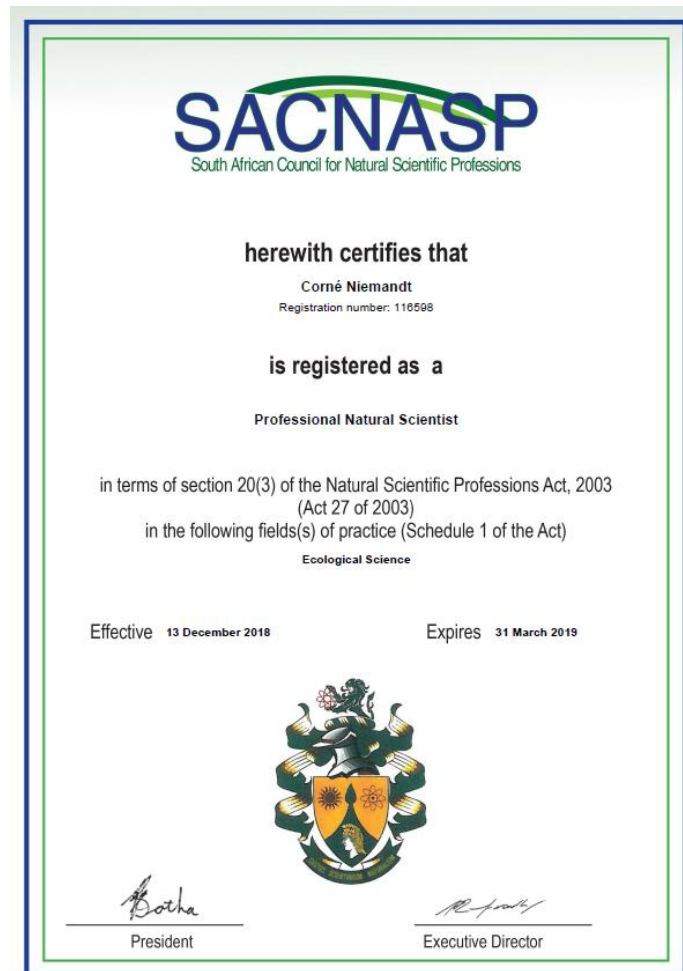 SACNASP
South African Council for Natural Scientific Professions
herewith certifies that
Corné Niemandt
Registration number: 116598
is registered as a
Professional Natural Scientist
in terms of section 20(3) of the Natural Scientific Professions Act, 2003
(Act 27 of 2003)
in the following fields(s) of practice (Schedule 1 of the Act)
Ecological Science
Effective 13 December 2018 Expires 31 March 2019
Botha
President Executive Director